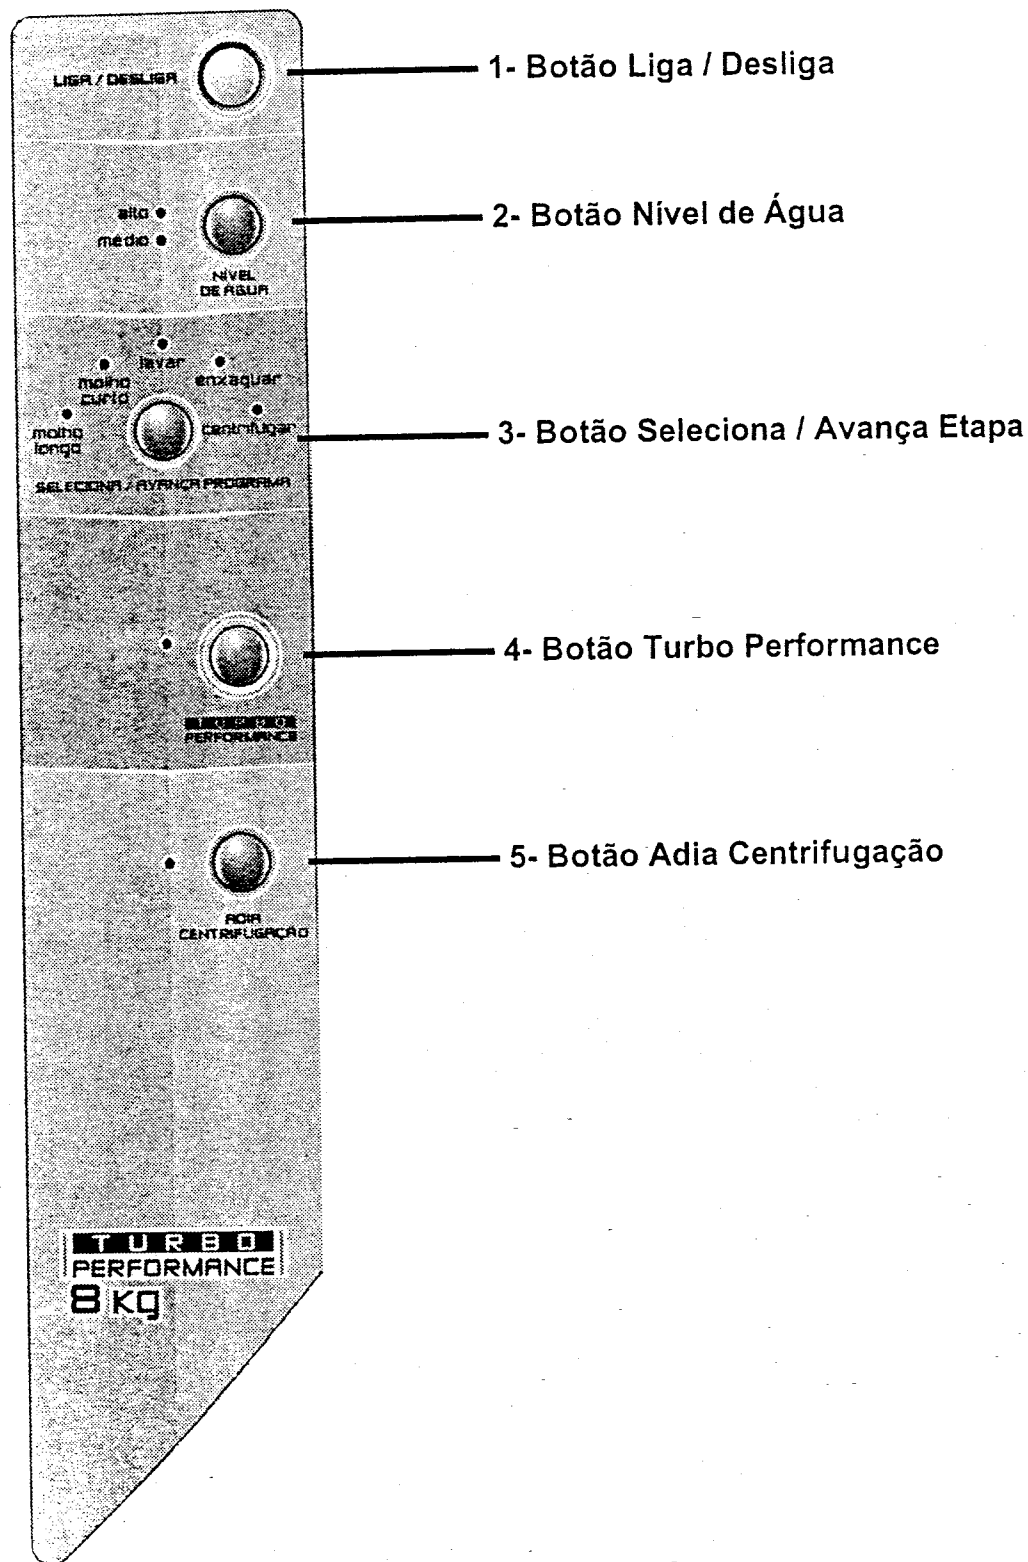 LIGA / DESLIGA
1- Botão Liga / Desliga
alto
médio
2- Botão Nível de Água
NÍVEL
DE ÁGUA
lavar
molho
curto
enxaguar
molho
longo
centrifugar
3- Botão Seleciona / Avança Etapa
SELECIONA / AVANÇA PROGRAMA
4- Botão Turbo Performance
TURBO
PERFORMANCE
5- Botão Adia Centrifugação
ADIA
CENTRIFUGAÇÃO
TURBO
PERFORMANCE
8 kg